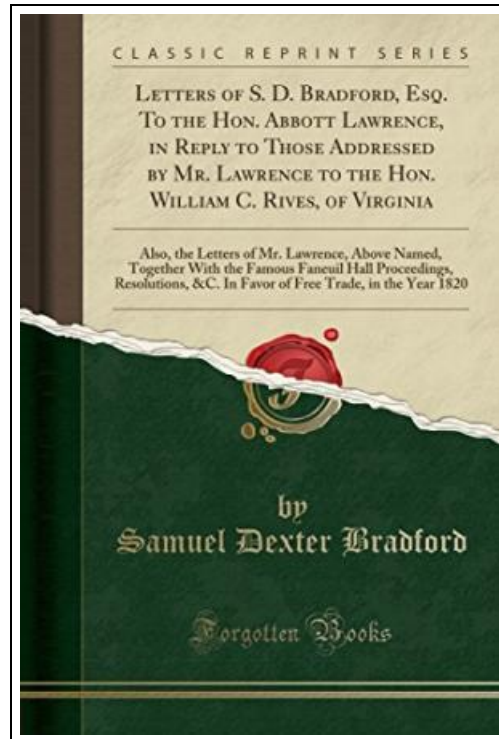 CLASSIC REPRINT SERIES
LETTERS OF S. D. BRADFORD, ESQ.
TO THE HON. ABBOTT LAWRENCE,
IN REPLY TO THOSE ADDRESSED
BY MR. LAWRENCE TO THE HON.
WILLIAM C. RIVES, OF VIRGINIA
Also, the Letters of Mr. Lawrence, Above Named,
Together With the Famous Faneuil Hall Proceedings,
Resolutions, &C. In Favor of Free Trade, in the Year 1820
by
Samuel Dexter Bradford
Forgotten Books